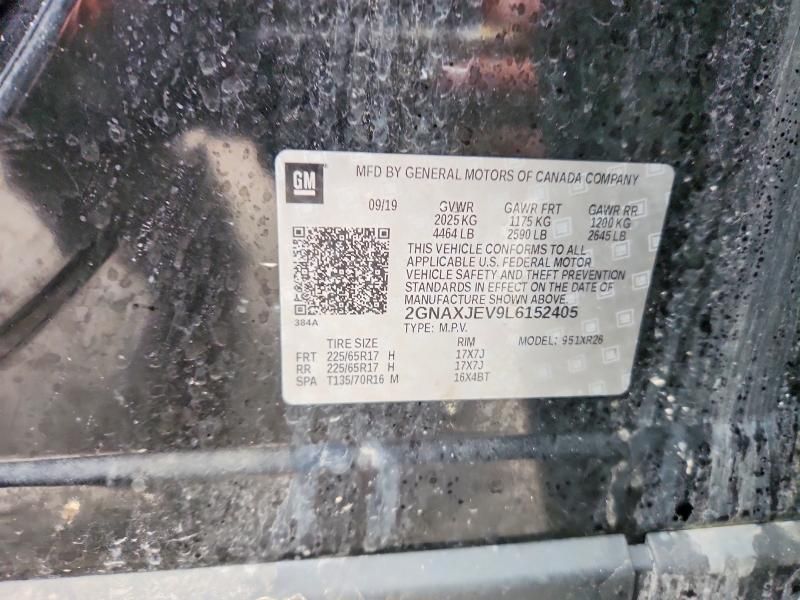 GM
MFD BY GENERAL MOTORS OF CANADA COMPANY
09/19 GVWR GAWR FRT GAWR RR
2025 KG 1175 KG 1200 KG
4464 LB 2590 LB 2645 LB
THIS VEHICLE CONFORMS TO ALL
APPLICABLE U.S. FEDERAL MOTOR
VEHICLE SAFETY AND THEFT PREVENTION
STANDARDS IN EFFECT ON THE DATE OF
MANUFACTURE SHOWN ABOVE.
2GNAXJEV9L6152405
384A
TYPE: M.P.V. MODEL: 951XR26
TIRE SIZE RIM
FRT 225/65R17 H 17X7J
RR 225/65R17 H 17X7J
SPA T135/70R16 M 16X4BT